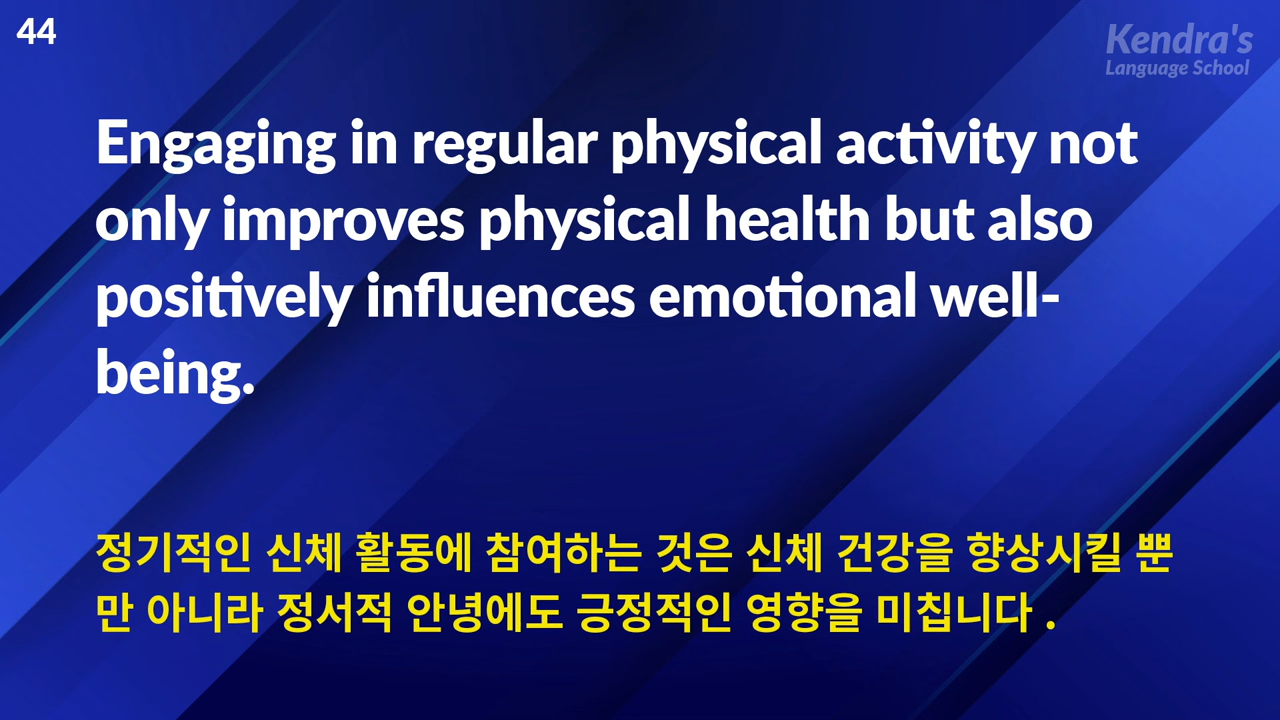 44
Kendra's
Language School
Engaging in regular physical activity not
only improves physical health but also
positively influences emotional well-
being.
정기적인 신체 활동에 참여하는 것은 신체 건강을 향상시킬 뿐
만 아니라 정서적 안녕에도 긍정적인 영향을 미칩니다 .